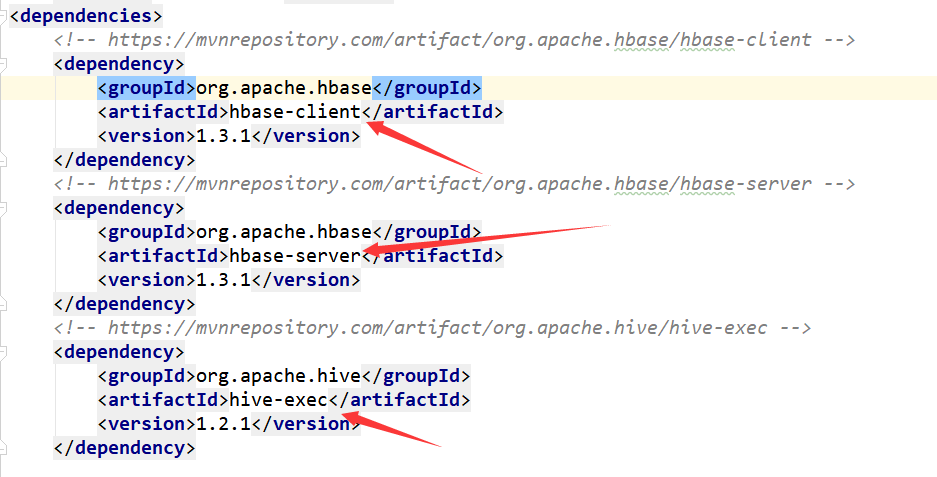 <dependencies>
<!-- https://mvnrepository.com/artifact/org.apache.hbase/hbase-client -->
<dependency>
<groupId>org.apache.hbase</groupId>
<artifactId>hbase-client</artifactId>
<version>1.3.1</version>
</dependency>
<!-- https://mvnrepository.com/artifact/org.apache.hbase/hbase-server -->
<dependency>
<groupId>org.apache.hbase</groupId>
<artifactId>hbase-server</artifactId>
<version>1.3.1</version>
</dependency>
<!-- https://mvnrepository.com/artifact/org.apache.hive/hive-exec -->
<dependency>
<groupId>org.apache.hive</groupId>
<artifactId>hive-exec</artifactId>
<version>1.2.1</version>
</dependency>